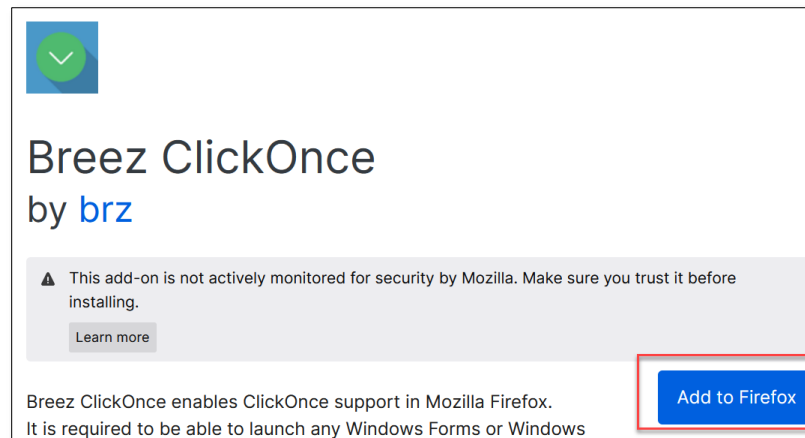 Breez ClickOnce
by brz
This add-on is not actively monitored for security by Mozilla. Make sure you trust it before
installing.
Learn more
Add to Firefox
Breez ClickOnce enables ClickOnce support in Mozilla Firefox.
It is required to be able to launch any Windows Forms or Windows